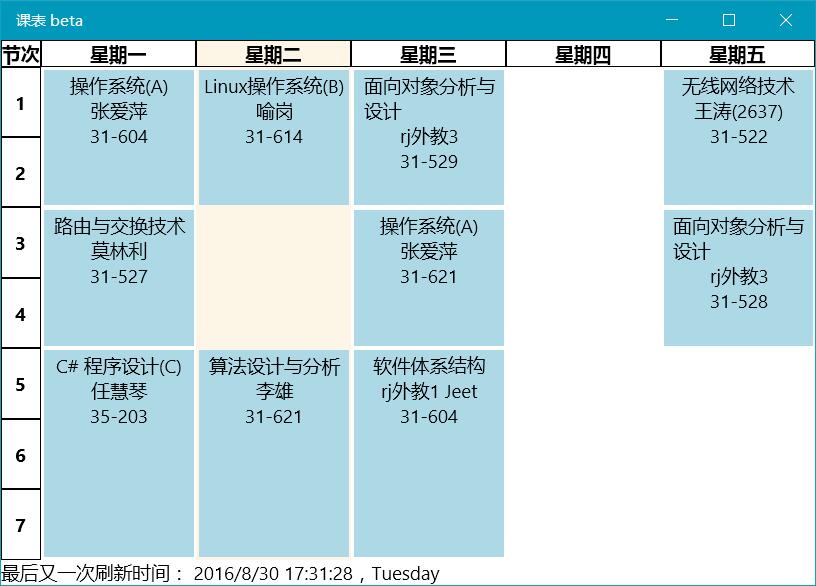 课表 beta
节次 星期一 星期二 星期三 星期四 星期五
1
2
3
4
5
6
7
操作系统(A)
张爱萍
31-604
Linux操作系统(B)
喻岗
31-614
面向对象分析与
设计
rj外教3
31-529
无线网络技术
王涛(2637)
31-522
路由与交换技术
莫林利
31-527
操作系统(A)
张爱萍
31-621
面向对象分析与
设计
rj外教3
31-528
C# 程序设计(C)
任慧琴
35-203
算法设计与分析
李雄
31-621
软件体系结构
rj外教1 Jeet
31-604
最后又一次刷新时间： 2016/8/30 17:31:28，Tuesday